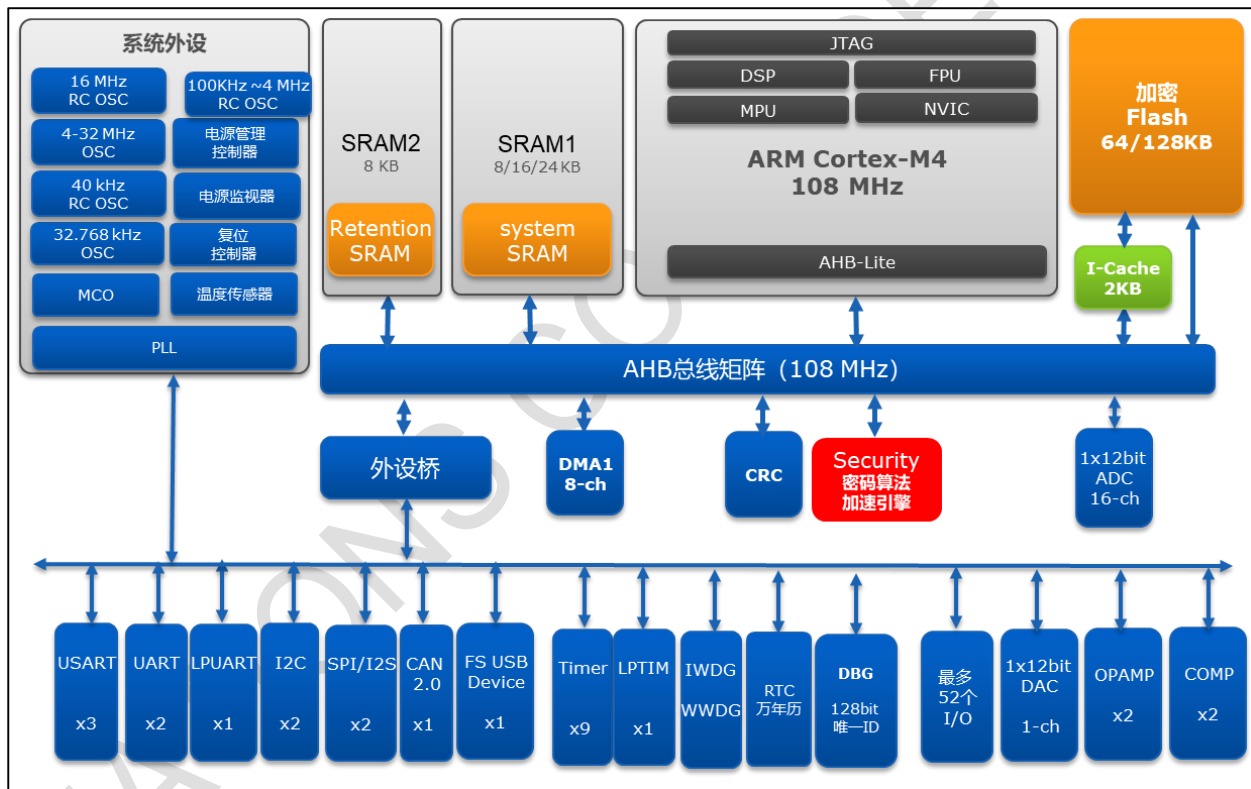 系统外设
16 MHz
RC OSC
100KHz ~4 MHz
RC OSC
4-32 MHz
OSC
电源管理
控制器
40 kHz
RC OSC
电源监视器
32.768 kHz
OSC
复位
控制器
MCO
温度传感器
PLL
SRAM2
8 KB
Retention
SRAM
SRAM1
8/16/24KB
system
SRAM
JTAG
DSP
FPU
MPU
NVIC
ARM Cortex-M4
108 MHz
AHB-Lite
加密
Flash
64/128KB
I-Cache
2KB
AHB总线矩阵（108 MHz）
外设桥
DMA1
8-ch
CRC
Security
密码算法
加速引擎
1x12bit
ADC
16-ch
USART
x3
UART
x2
LPUART
x1
I2C
x2
SPI/I2S
x2
CAN
2.0
x1
FS USB
Device
x1
Timer
x9
LPTIM
x1
IWDG
WWDG
RTC
万年历
DBG
128bit
唯一ID
最多
52个
I/O
1x12bit
DAC
1-ch
OPAMP
x2
COMP
x2